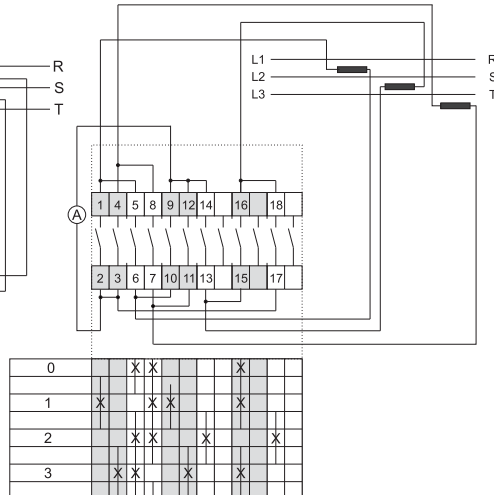 L1 R
R
L2 S
S
L3 T
T
1 4 5 8 9 12 14 16 18
A
2 3 6 7 10 11 13 15 17
0 X X X
1 X X X X
2 X X X X
3 X X X X